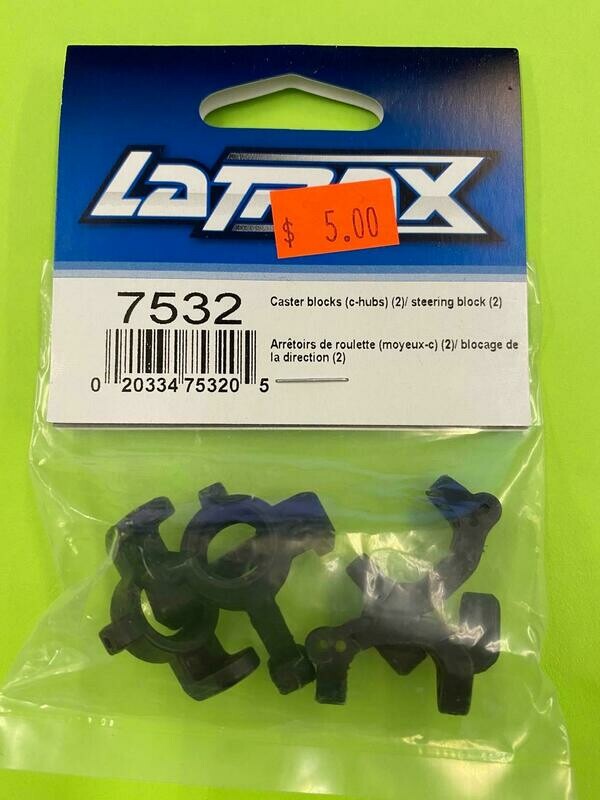 LaTRAX
$ 5.00
7532
Caster blocks (c-hubs) (2)/ steering block (2)
Arrêtoirs de roulette (moyeux-c) (2)/ blocage de
la direction (2)
0 20334 75320 5